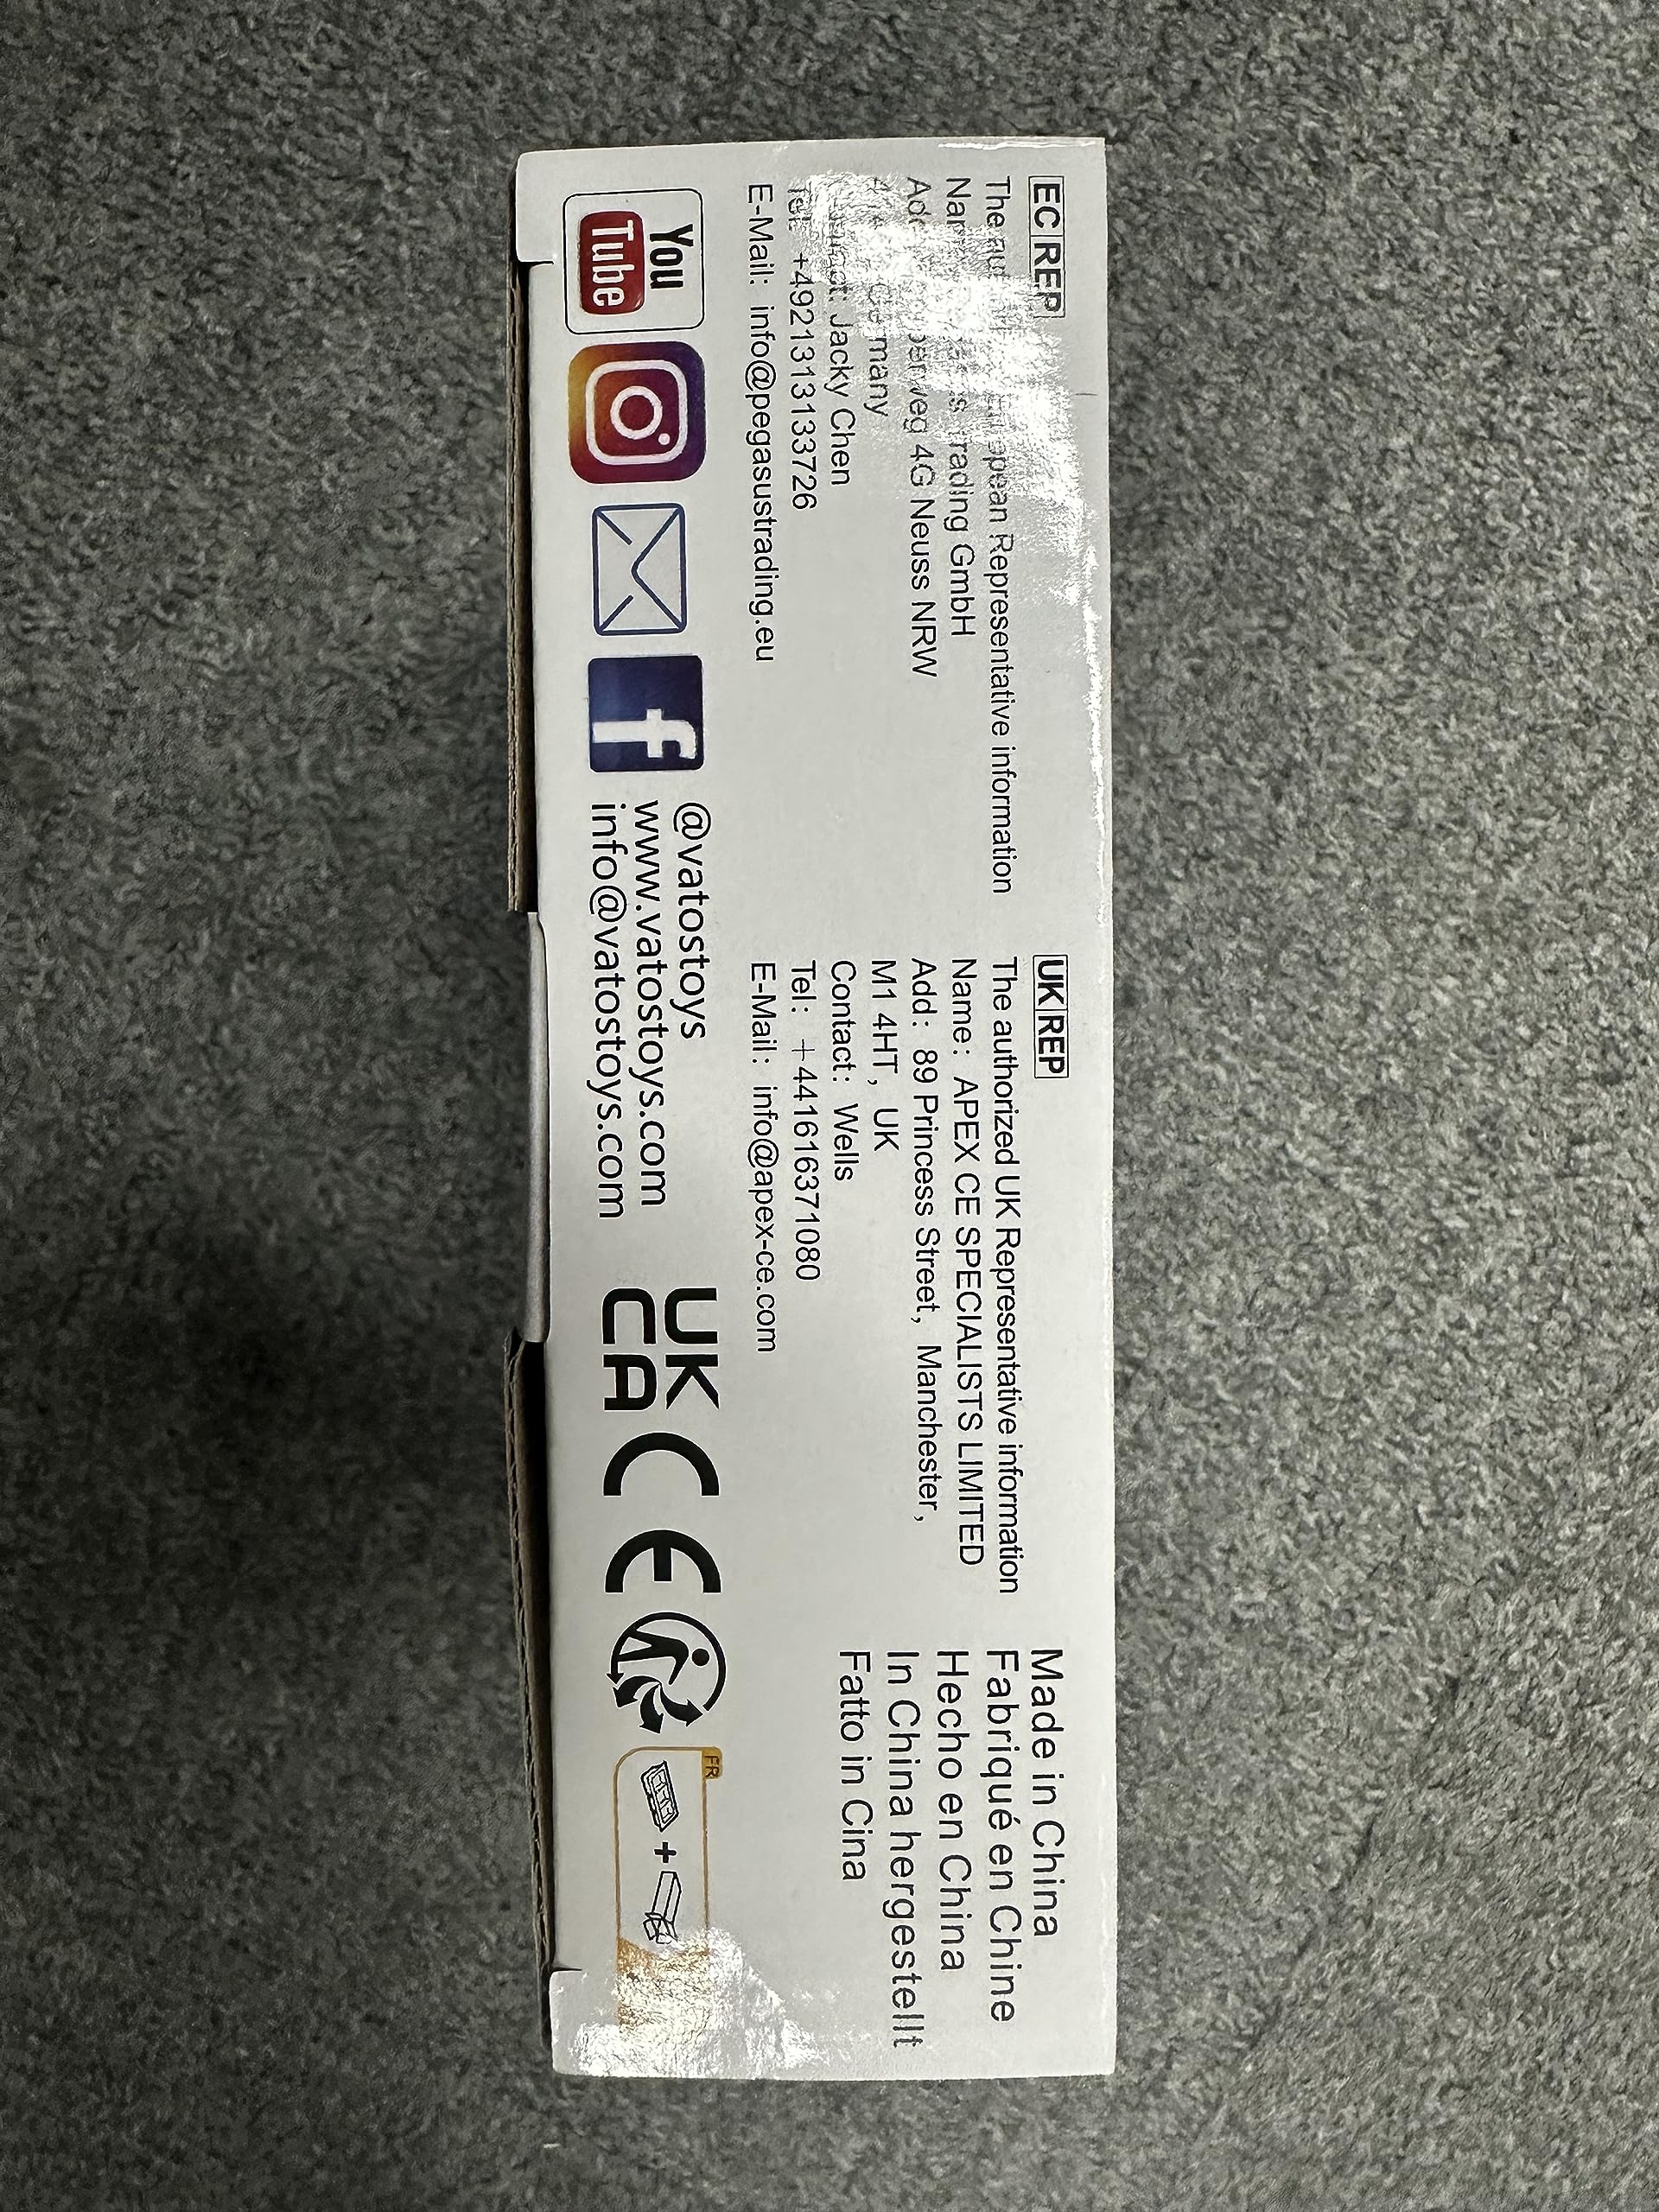 EC REP
The European Representative information
Trading GmbH
4G Neuss NRW
Germany
Jacky Chen
Tel: +4921313133726
E-Mail: info@pegasustrading.eu
UK REP
The authorized UK Representative information
Name: APEX CE SPECIALISTS LIMITED
Add: 89 Princess Street, Manchester,
M1 4HT, UK
Contact: Wells
Tel: +441616371080
E-Mail: info@apex-ce.com
Made in China
Fabriqué en Chine
Hecho en China
In China hergestellt
Fatto in Cina
You
Tube
f
@vatostoys
www.vatostoys.com
info@vatostoys.com
UK
CA
CE
FR
+